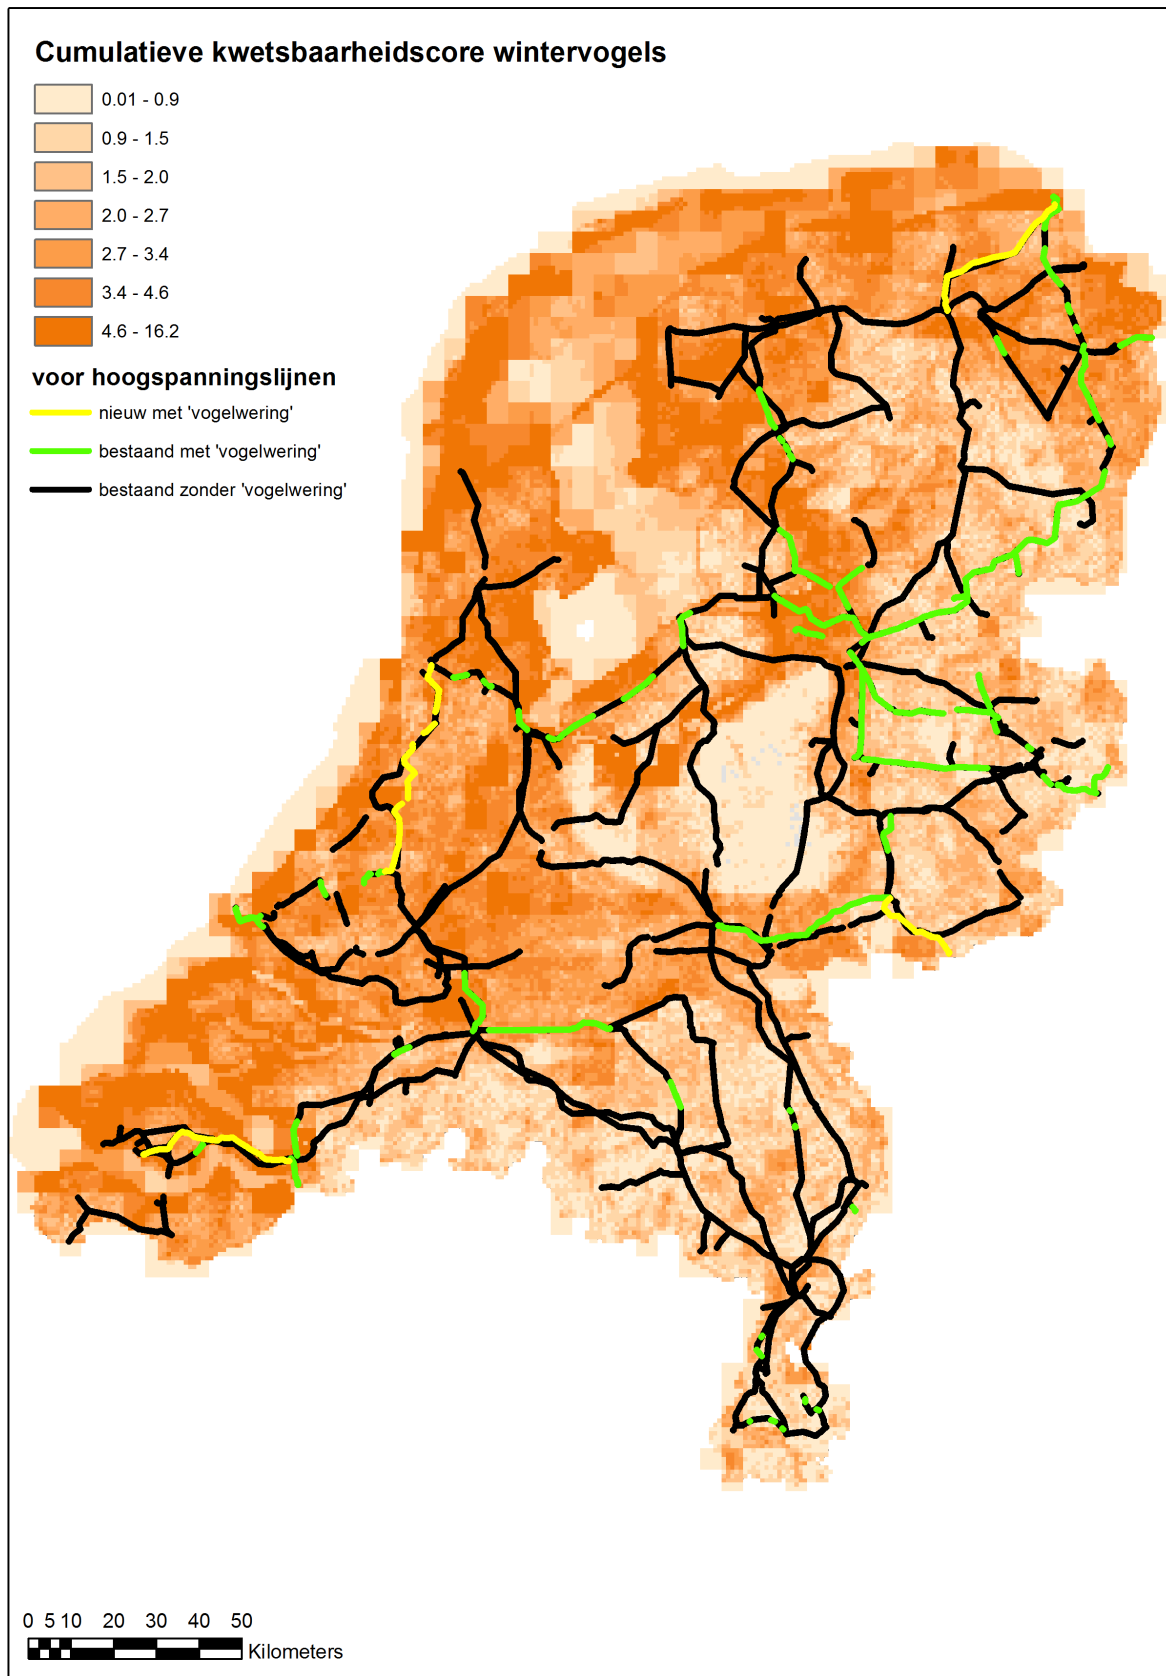 Cumulatieve kwetsbaarheidscore wintervogels
0.01 - 0.9
0.9 - 1.5
1.5 - 2.0
2.0 - 2.7
2.7 - 3.4
3.4 - 4.6
4.6 - 16.2
voor hoogspanningslijnen
nieuw met 'vogelwering'
bestaand met 'vogelwering'
bestaand zonder 'vogelwering'
0 5 10 20 30 40 50
Kilometers